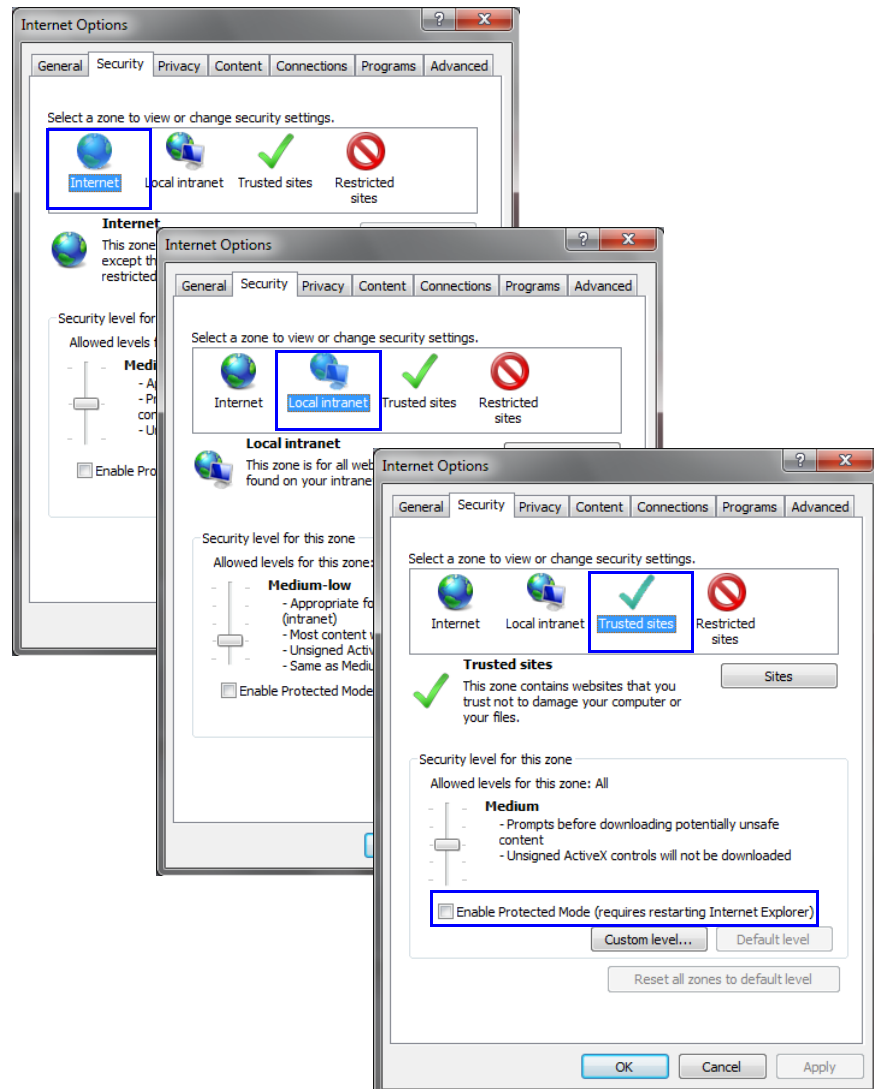 Internet Options
General Security Privacy Content Connections Programs Advanced
Select a zone to view or change security settings.
Internet Local intranet Trusted sites Restricted sites
Internet
This zone
except th
restricted
Security level for
Allowed levels f
Medi
- A
- Pr
con
- U
Enable Pro
Internet Options
General Security Privacy Content Connections Programs Advanced
Select a zone to view or change security settings.
Internet Local intranet Trusted sites Restricted sites
Local intranet
This zone is for all web
found on your intrane
Security level for this zone
Allowed levels for this zone:
Medium-low
- Appropriate fo
(intranet)
- Most content w
- Unsigned Activ
- Same as Mediu
Enable Protected Mode
Internet Options
General Security Privacy Content Connections Programs Advanced
Select a zone to view or change security settings.
Internet Local intranet Trusted sites Restricted sites
Trusted sites
Sites
This zone contains websites that you
trust not to damage your computer or
your files.
Security level for this zone
Allowed levels for this zone: All
Medium
- Prompts before downloading potentially unsafe
content
- Unsigned ActiveX controls will not be downloaded
Enable Protected Mode (requires restarting Internet Explorer)
Custom level... Default level
Reset all zones to default level
OK Cancel Apply